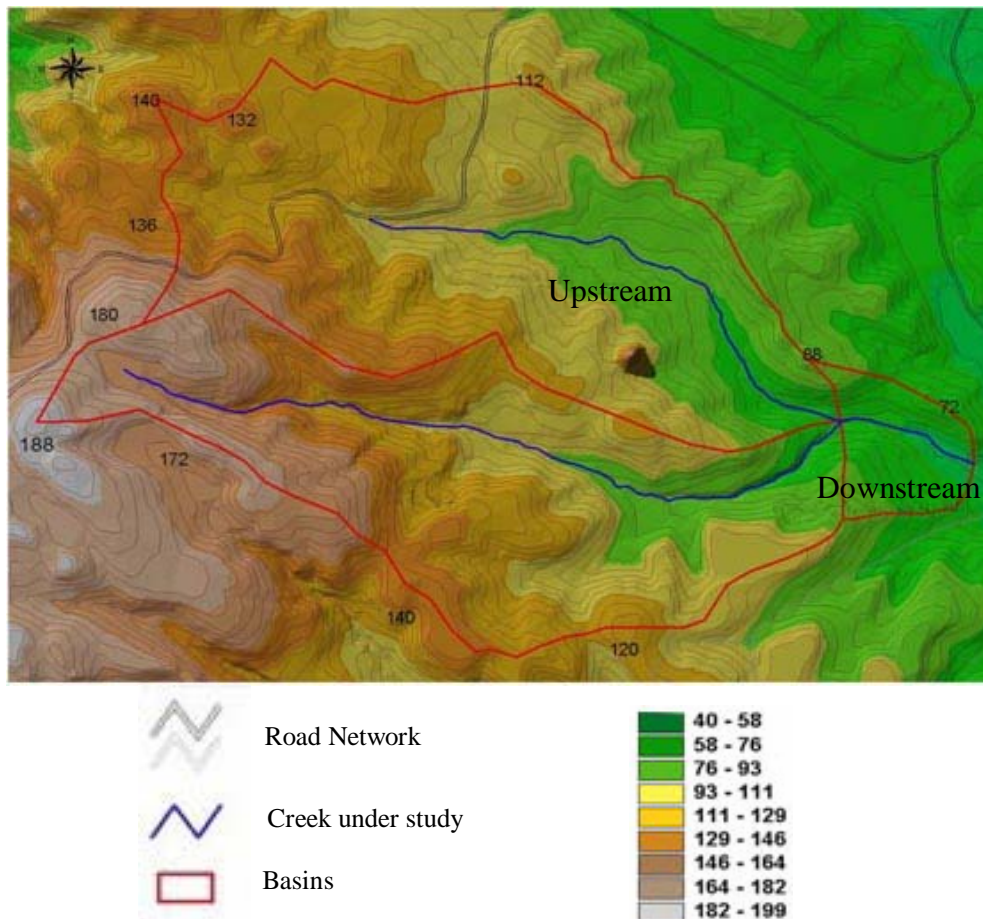 112
140
132
136
Upstream
180
88
72
188
172
Downstream
140
120
Road Network
Creek under study
Basins
40 - 58
58 - 76
76 - 93
93 - 111
111 - 129
129 - 146
146 - 164
164 - 182
182 - 199